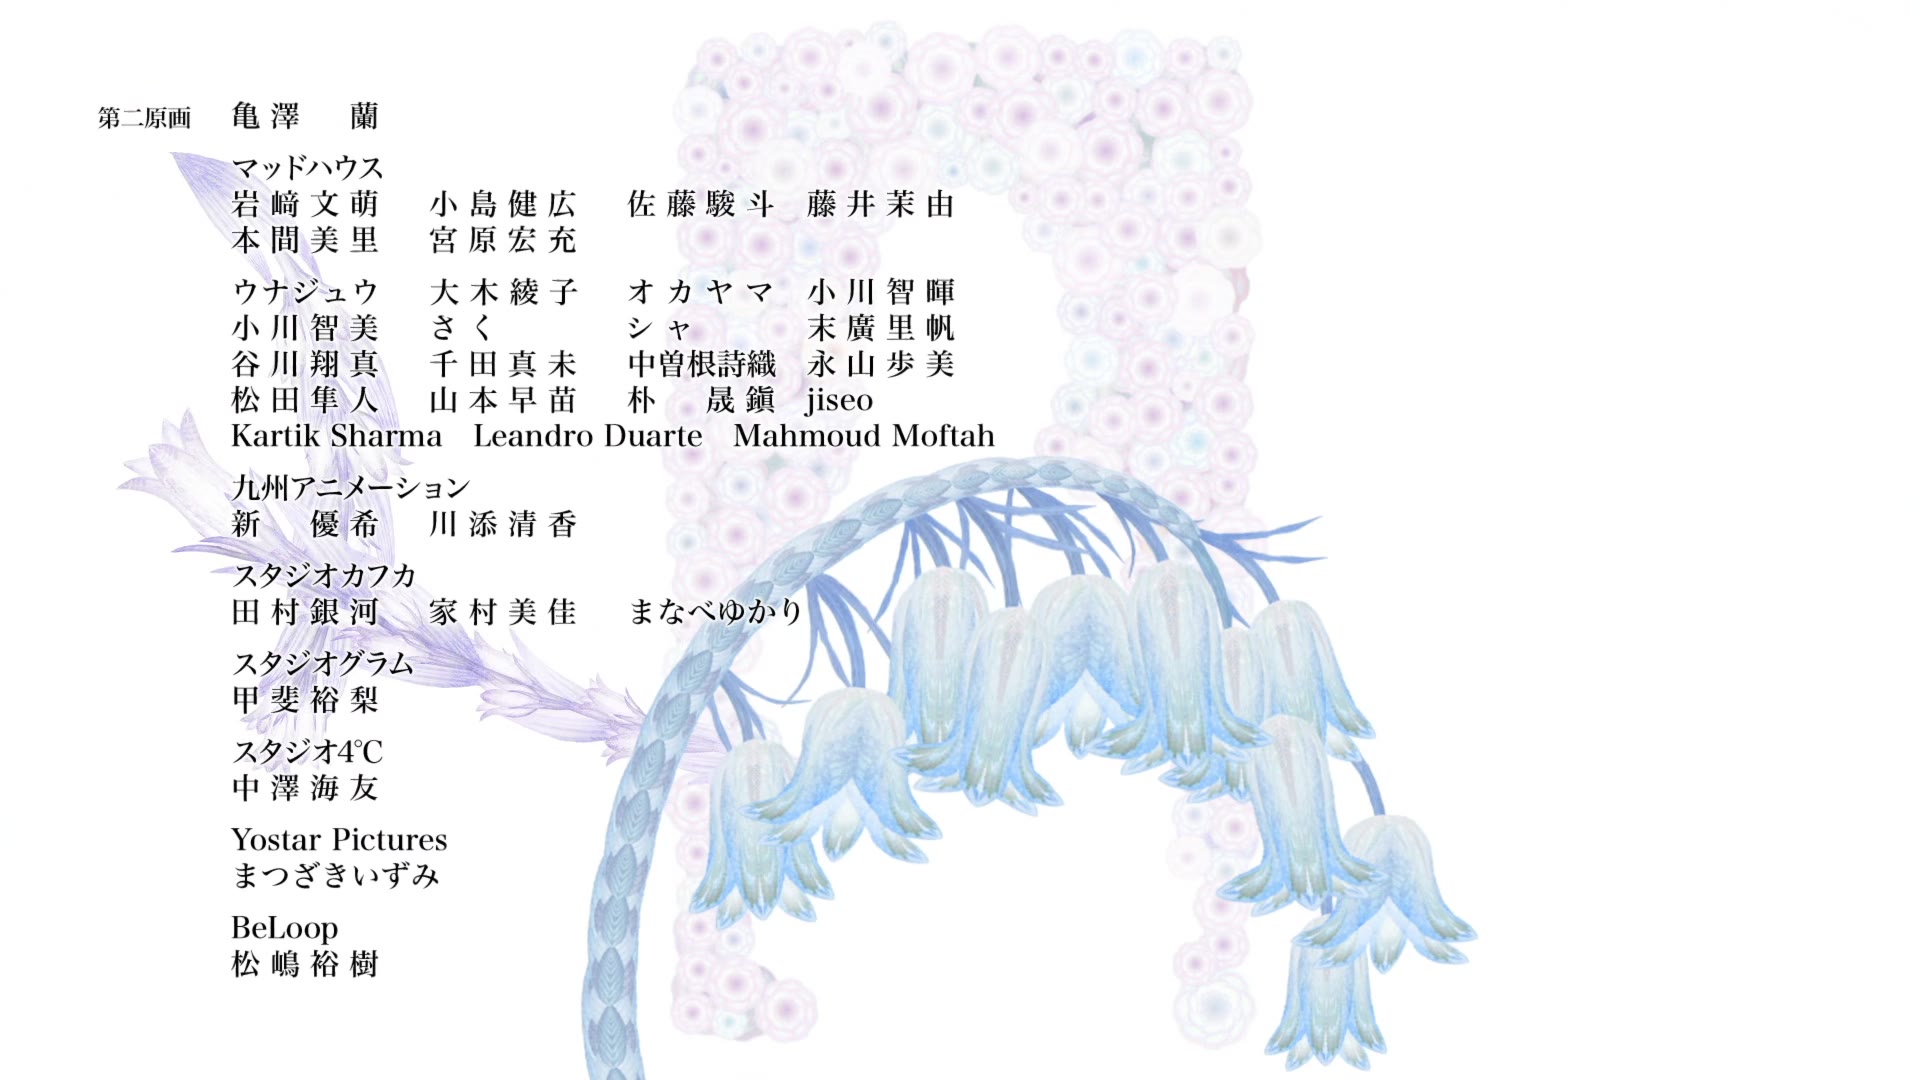 第二原画 亀澤 蘭
マッドハウス
岩﨑文萌 小島健広 佐藤駿斗 藤井茉由
本間美里 宮原宏充
ウナジュウ 大木綾子 オカヤマ 小川智暉
小川智美 さく シャ 末廣里帆
谷川翔真 千田真未 中曽根詩織 永山歩美
松田隼人 山本早苗 朴 晟鎭 jiseo
Kartik Sharma Leandro Duarte Mahmoud Moftah
九州アニメーション
新 優希 川添清香
スタジオカフカ
田村銀河 家村美佳 まなべゆかり
スタジオグラム
甲斐裕梨
スタジオ4℃
中澤海友
Yostar Pictures
まつざきいずみ
BeLoop
松嶋裕樹